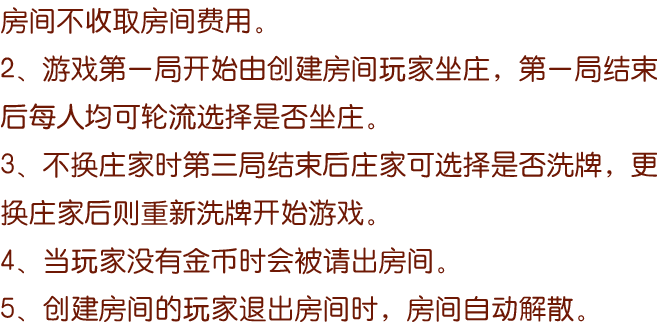 房间不收取房间费用。
2、游戏第一局开始由创建房间玩家坐庄，第一局结束
后每人均可轮流选择是否坐庄。
3、不换庄家时第三局结束后庄家可选择是否洗牌，更
换庄家后则重新洗牌开始游戏。
4、当玩家没有金币时会被请出房间。
5、创建房间的玩家退出房间时，房间自动解散。